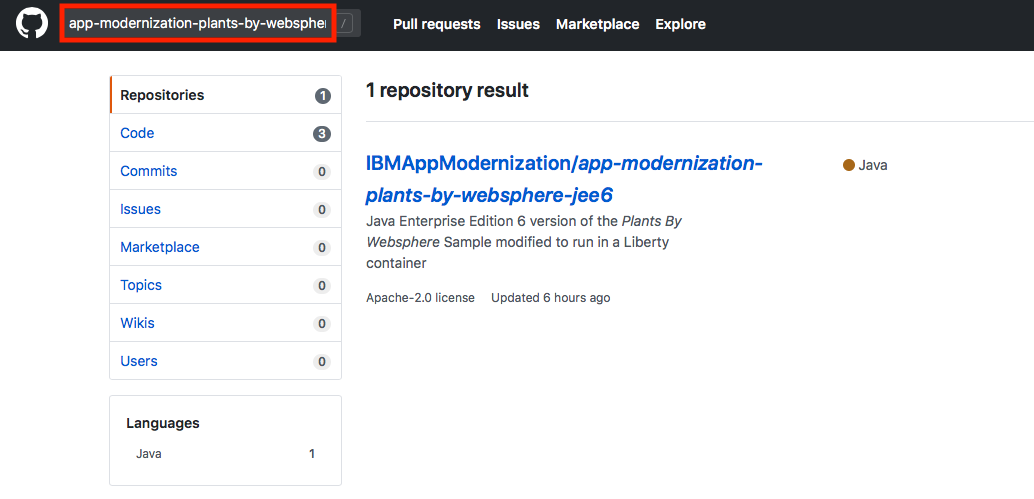 app-modernization-plants-by-websphe
/
Pull requests Issues Marketplace Explore
Repositories 1
Code 3
Commits 0
Issues 0
Marketplace 0
Topics 0
Wikis 0
Users 0
Languages
Java 1
1 repository result
IBMAppModernization/app-modernization-
plants-by-websphere-jee6
Java
Java Enterprise Edition 6 version of the Plants By
Websphere Sample modified to run in a Liberty
container
Apache-2.0 license Updated 6 hours ago